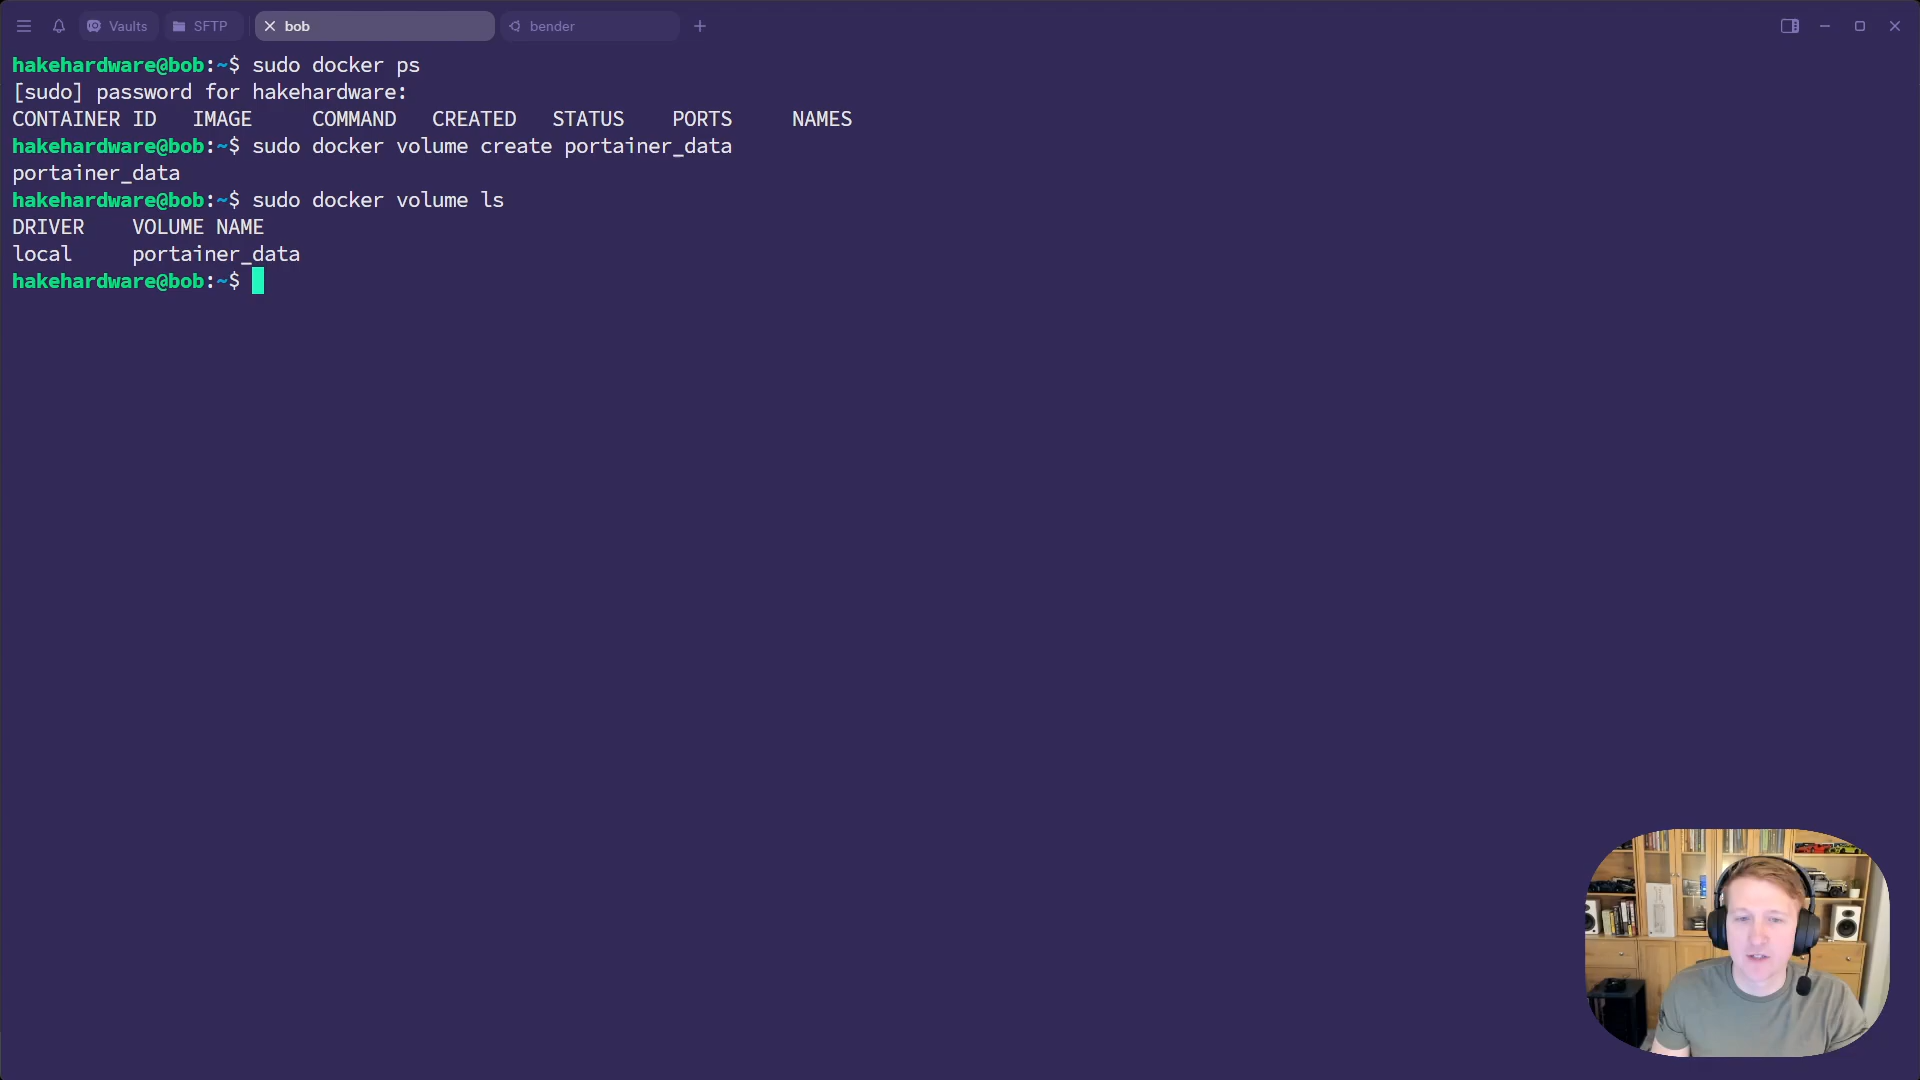 Vaults SFTP bob bender
hakehardware@bob:~$ sudo docker ps
[sudo] password for hakehardware:
CONTAINER ID IMAGE COMMAND CREATED STATUS PORTS NAMES
hakehardware@bob:~$ sudo docker volume create portainer_data
portainer_data
hakehardware@bob:~$ sudo docker volume ls
DRIVER VOLUME NAME
local portainer_data
hakehardware@bob:~$